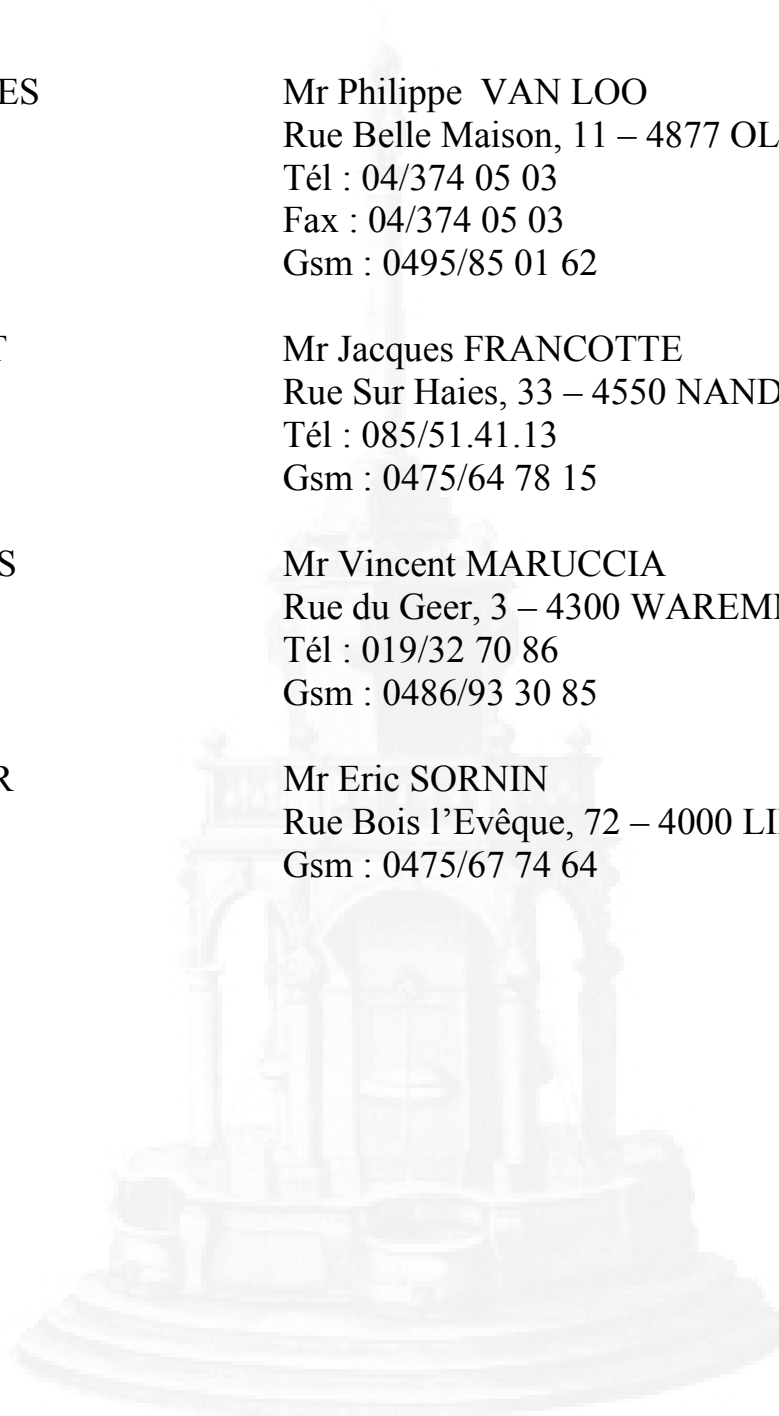 ES Mr Philippe VAN LOO
Rue Belle Maison, 11 – 4877 OL
Tél : 04/374 05 03
Fax : 04/374 05 03
Gsm : 0495/85 01 62
T Mr Jacques FRANCOTTE
Rue Sur Haies, 33 – 4550 NAND
Tél : 085/51.41.13
Gsm : 0475/64 78 15
S Mr Vincent MARUCCIA
Rue du Geer, 3 – 4300 WAREM
Tél : 019/32 70 86
Gsm : 0486/93 30 85
R Mr Eric SORNIN
Rue Bois l’Evêque, 72 – 4000 LI
Gsm : 0475/67 74 64